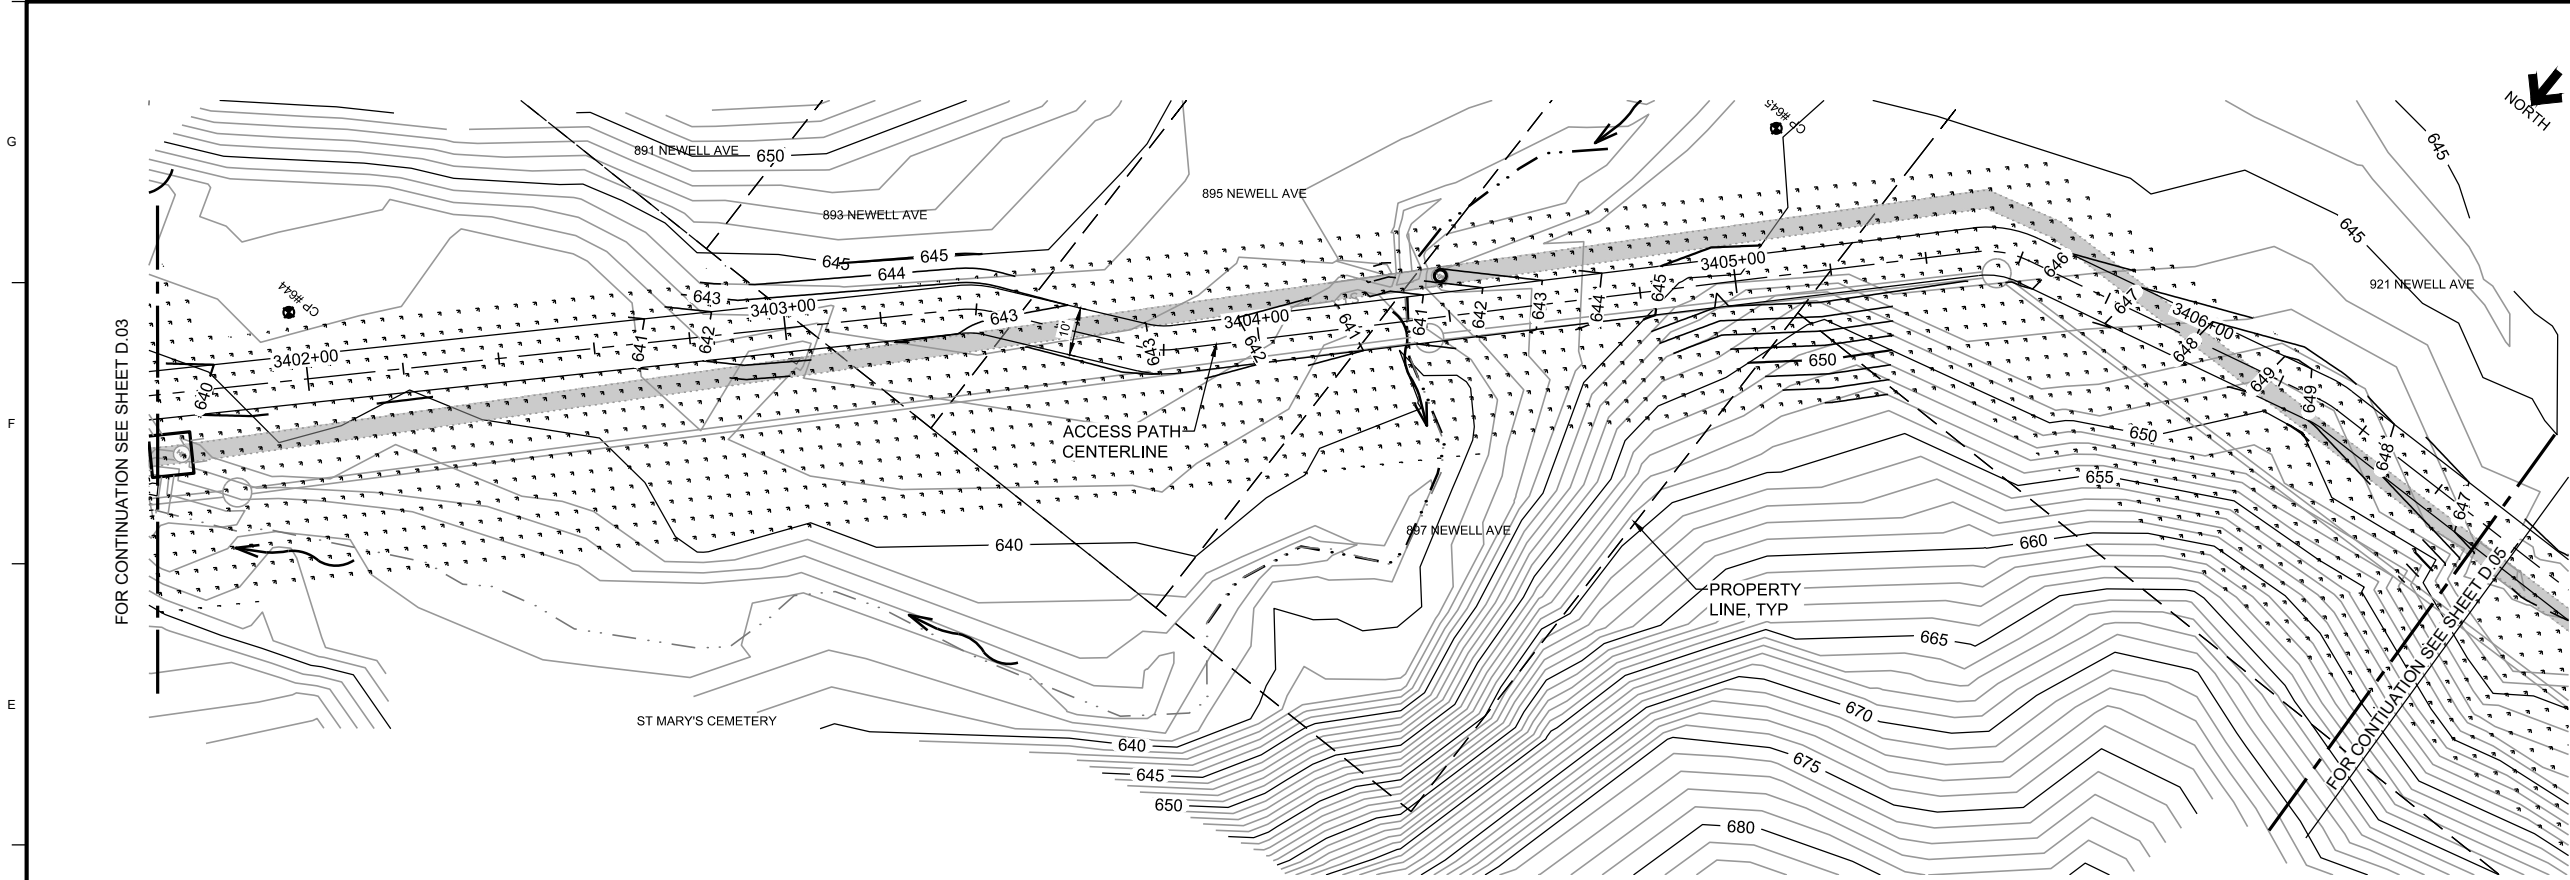 G
F
E
NORTH
FOR CONTINUATION SEE SHEET D.03
891 NEWELL AVE
650
893 NEWELL AVE
895 NEWELL AVE
CP #645
645
645
921 NEWELL AVE
645
645
644
CP #644
643
3403+00
643
10'
3404+00
3405+00
645
646
647
3406+00
3402+00
640
641
642
643
642
641
641
642
643
644
648
649
649
648
647
650
650
ACCESS PATH
CENTERLINE
655
640
897 NEWELL AVE
660
PROPERTY
LINE, TYP
665
670
675
680
ST MARY'S CEMETERY
640
645
650
FOR CONTIUATION SEE SHEET D.05